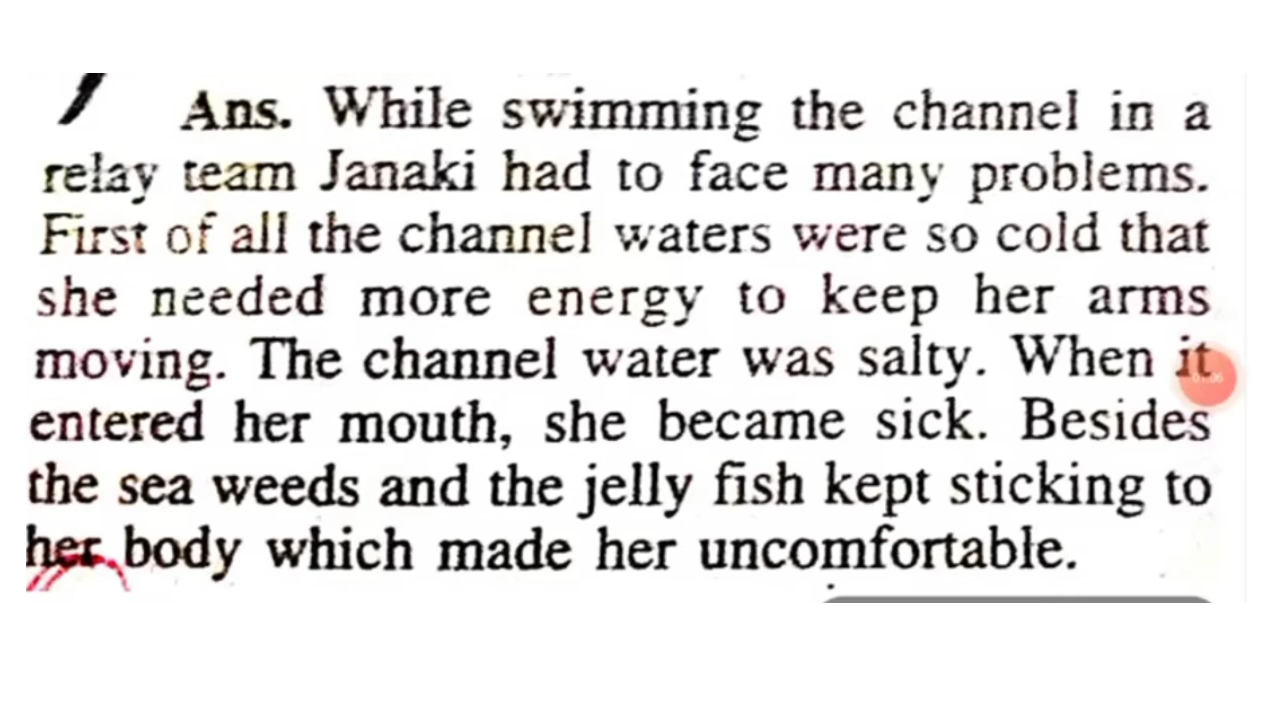 Ans. While swimming the channel in a
relay team Janaki had to face many problems.
First of all the channel waters were so cold that
she needed more energy to keep her arms
moving. The channel water was salty. When it
entered her mouth, she became sick. Besides
the sea weeds and the jelly fish kept sticking to
her body which made her uncomfortable.
01:06